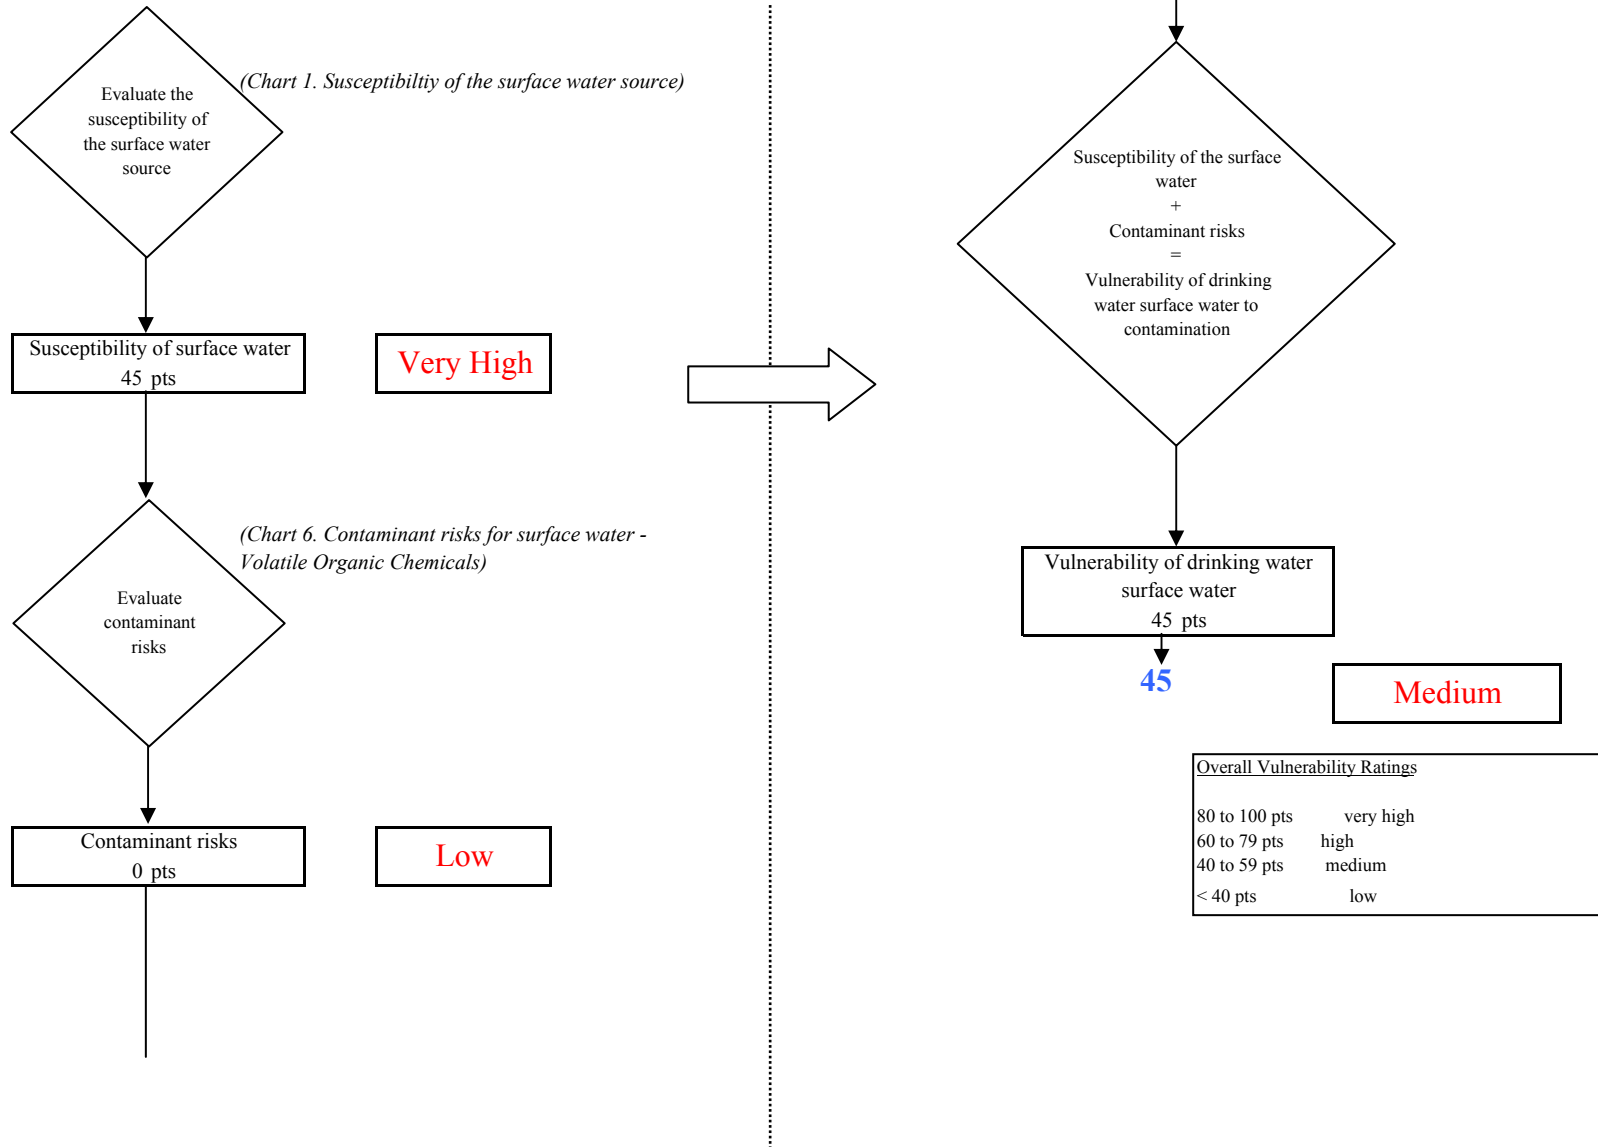 Evaluate the
susceptibility of
the surface water
source
(Chart 1. Susceptibiltiy of the surface water source)
Susceptibility of surface water
45 pts
Very High
(Chart 6. Contaminant risks for surface water -
Volatile Organic Chemicals)
Evaluate
contaminant
risks
Contaminant risks
0 pts
Low
Susceptibility of the surface
water
+
Contaminant risks
=
Vulnerability of drinking
water surface water to
contamination
Vulnerability of drinking water
surface water
45 pts
45
Medium
Overall Vulnerability Ratings
80 to 100 pts very high
60 to 79 pts high
40 to 59 pts medium
< 40 pts low